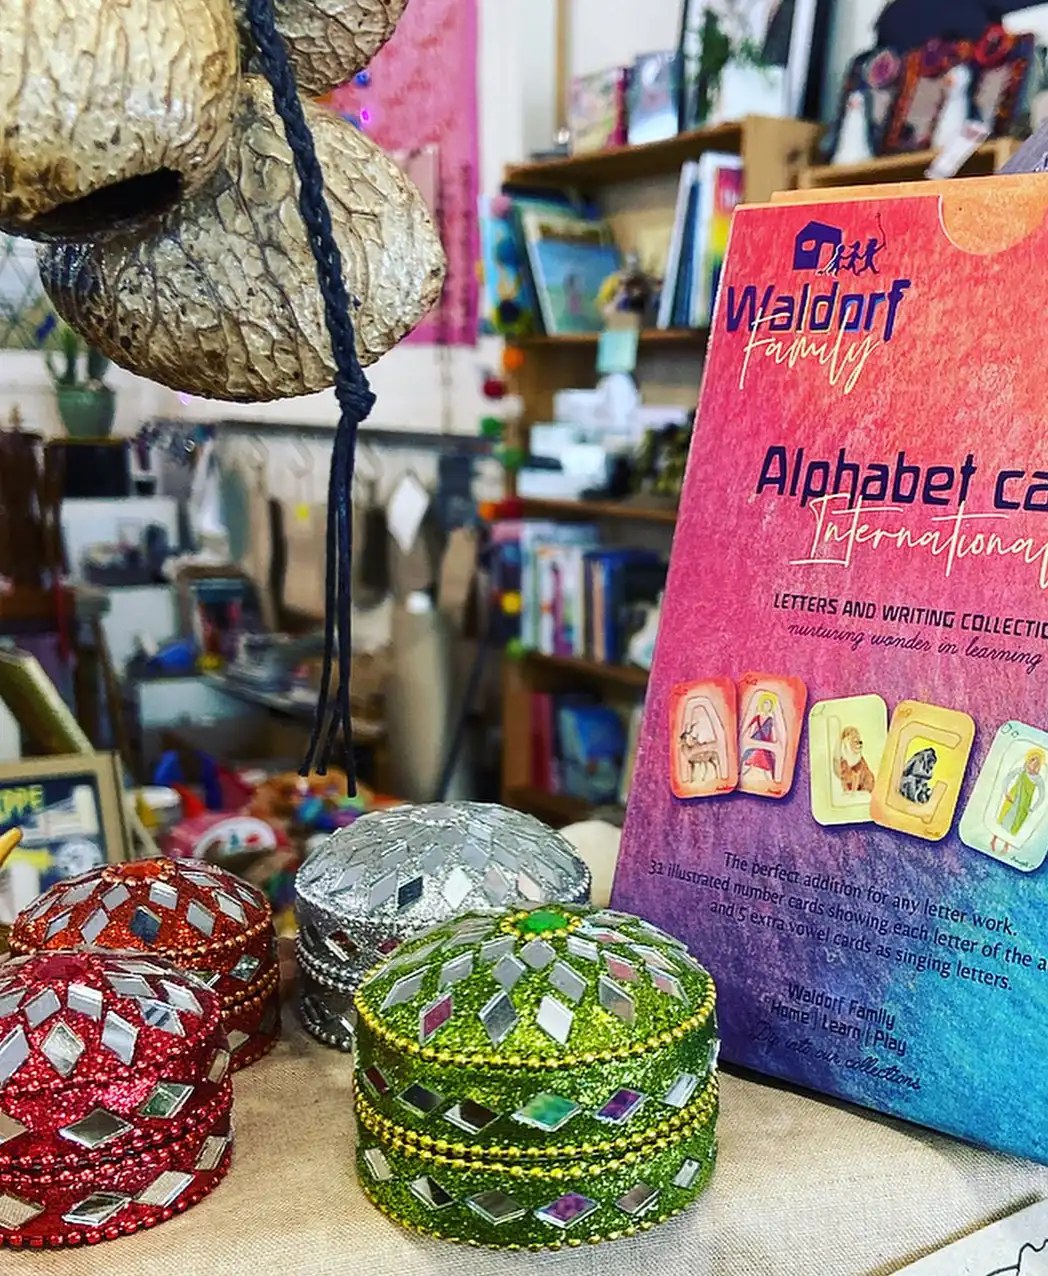 Waldorf
Family
Alphabet ca
International
LETTERS AND WRITING COLLECTIO
nurturing wonder in learning
The perfect addition for any letter work.
32 illustrated number cards showing each letter of the a
and 5 extra vowel cards as singing letters.
Waldorf Family
Home | Learn | Play
Dip into our collections